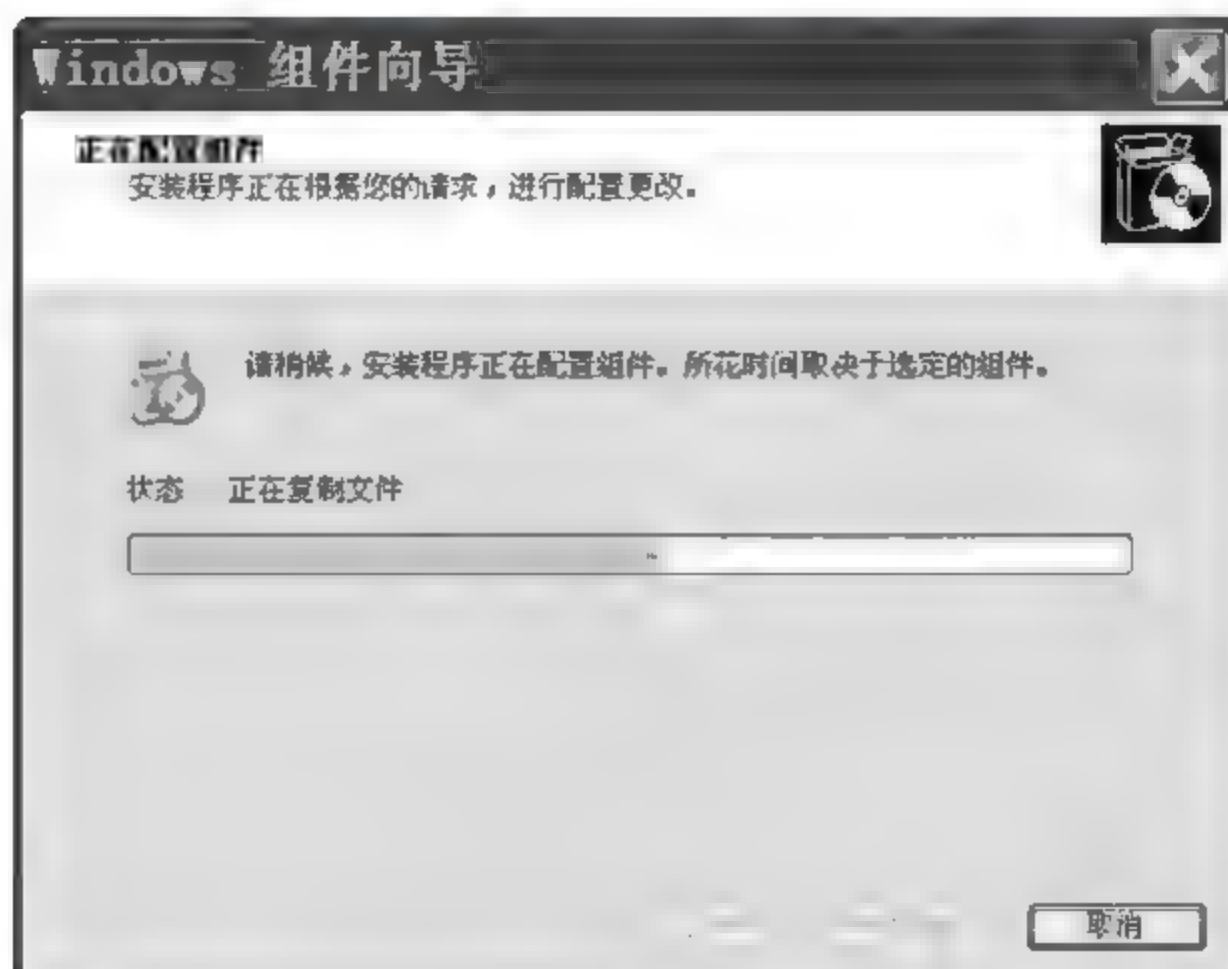 Windows 组件向导
正在配置组件
安装程序正在根据您的请求，进行配置更改。
请稍候，安装程序正在配置组件。所花时间取决于选定的组件。
状态 正在复制文件
取消